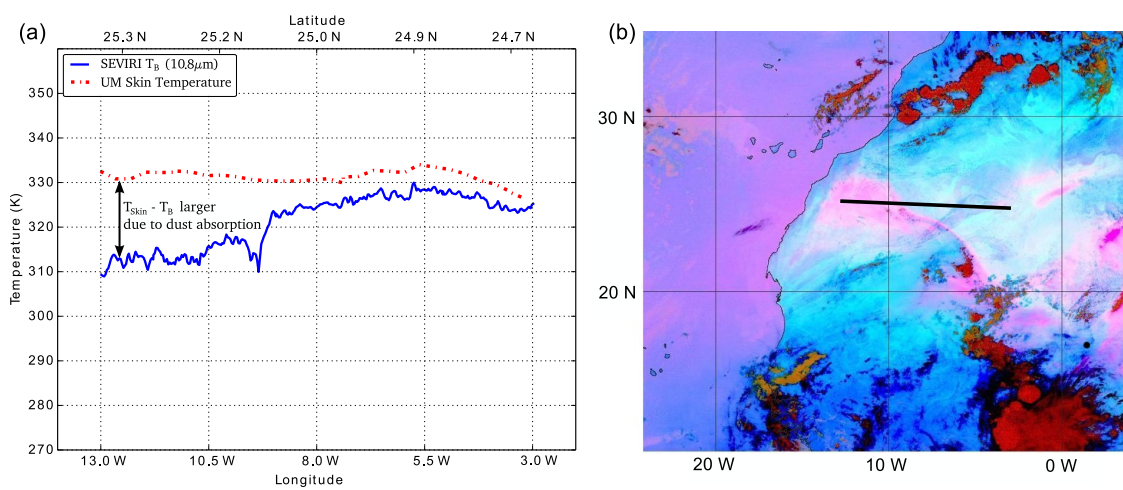 (a)
Latitude
25.3 N 25.2 N 25.0 N 24.9 N 24.7 N
SEVIRI T_B (10.8μm)
UM Skin Temperature
350
340
330
320
310
300
290
280
270
Temperature (K)
T_Skin - T_B larger
due to dust absorption
13.0 W 10.5 W 8.0 W 5.5 W 3.0 W
Longitude
(b)
30 N
20 N
20 W 10 W 0 W